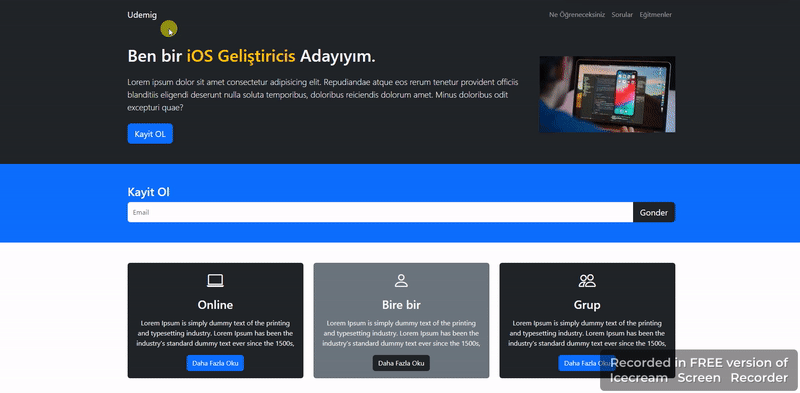 Udemig
Ne Öğreneceksiniz Sorular Eğitmenler
Ben bir iOS Geliştiricis Adayıyım.
Lorem ipsum dolor sit amet consectetur adipisicing elit. Repudiandae atque eos rerum tenetur provident officiis
blanditiis eligendi deserunt nulla soluta temporibus, doloribus reiciendis dolorum amet. Minus doloribus odit
excepturi quae?
Kayit OL
Kayit Ol
Email
Gonder
Online
Lorem Ipsum is simply dummy text of the printing
and typesetting industry. Lorem Ipsum has been the
industry's standard dummy text ever since the 1500s,
Daha Fazla Oku
Bire bir
Lorem Ipsum is simply dummy text of the printing
and typesetting industry. Lorem Ipsum has been the
industry's standard dummy text ever since the 1500s,
Daha Fazla Oku
Grup
Lorem Ipsum is simply dummy text of the printing
and typesetting industry. Lorem Ipsum has been the
industry's standard dummy text ever since the 1500s,
Daha Fazla Oku
Recorded in FREE version of
Icecream Screen Recorder